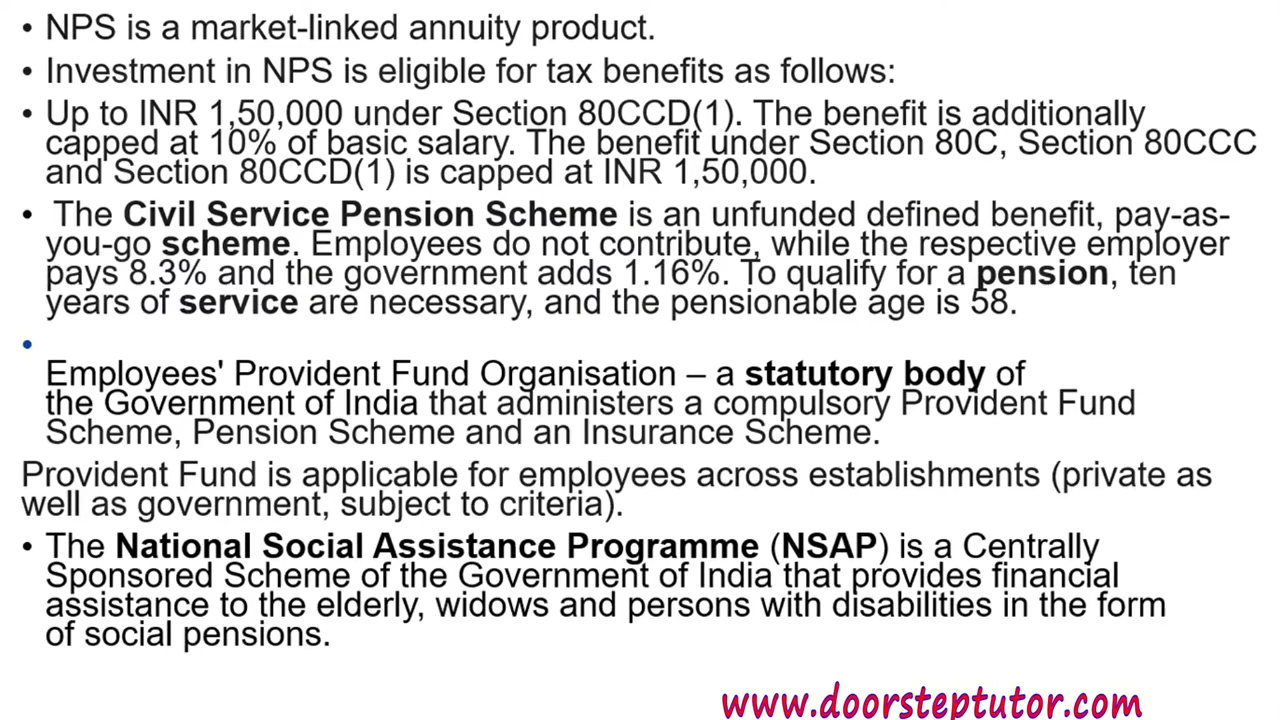 • NPS is a market-linked annuity product.
• Investment in NPS is eligible for tax benefits as follows:
• Up to INR 1,50,000 under Section 80CCD(1). The benefit is additionally
capped at 10% of basic salary. The benefit under Section 80C, Section 80CCC
and Section 80CCD(1) is capped at INR 1,50,000.
• The Civil Service Pension Scheme is an unfunded defined benefit, pay-as-
you-go scheme. Employees do not contribute, while the respective employer
pays 8.3% and the government adds 1.16%. To qualify for a pension, ten
years of service are necessary, and the pensionable age is 58.
•
Employees' Provident Fund Organisation – a statutory body of
the Government of India that administers a compulsory Provident Fund
Scheme, Pension Scheme and an Insurance Scheme.
Provident Fund is applicable for employees across establishments (private as
well as government, subject to criteria).
• The National Social Assistance Programme (NSAP) is a Centrally
Sponsored Scheme of the Government of India that provides financial
assistance to the elderly, widows and persons with disabilities in the form
of social pensions.
www.doorsteptutor.com